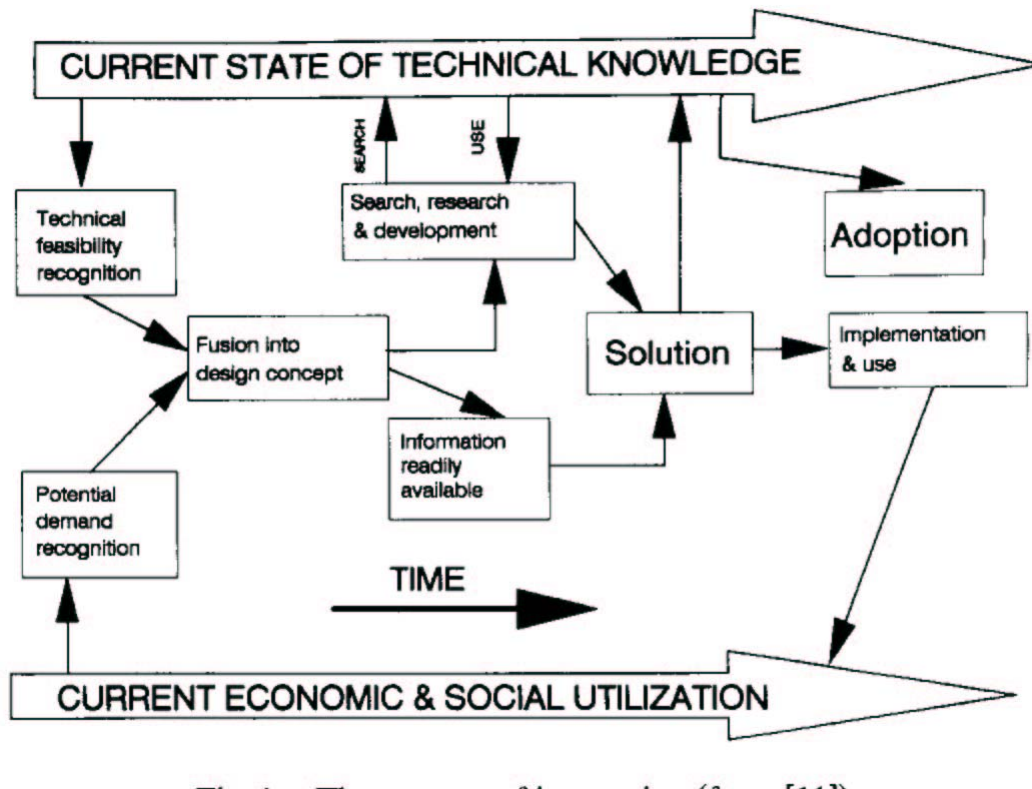 CURRENT STATE OF TECHNICAL KNOWLEDGE
SEARCH
USE
Technical
feasibility
recognition
Search, research
& development
Adoption
Fusion into
design concept
Solution
Implementation
& use
Information
readily
available
Potential
demand
recognition
TIME
CURRENT ECONOMIC & SOCIAL UTILIZATION